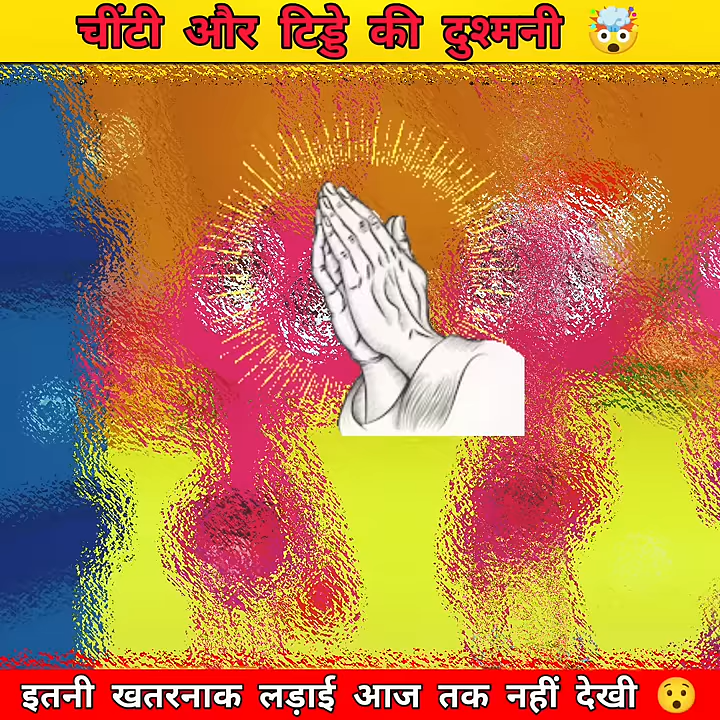 चींटी और टिड्डे की दुश्मनी 🤯
इतनी खतरनाक लड़ाई आज तक नहीं देखी 😯